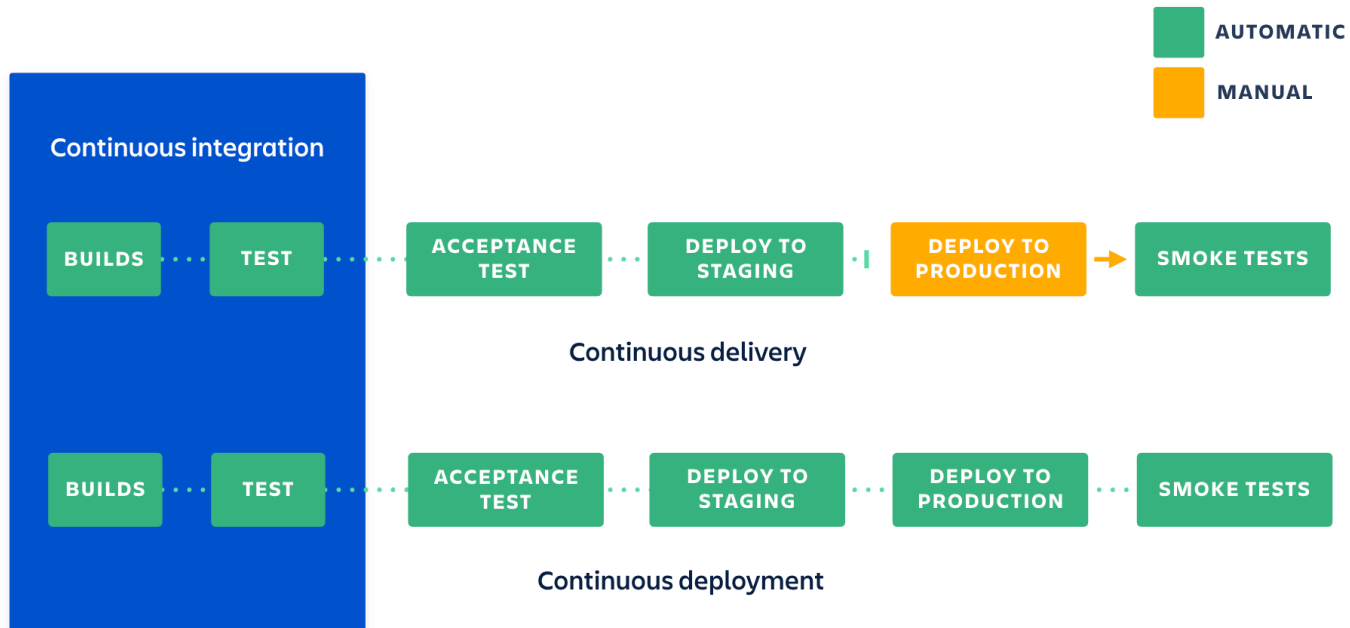 AUTOMATIC
MANUAL
Continuous integration
BUILDS
TEST
ACCEPTANCE
TEST
DEPLOY TO
STAGING
DEPLOY TO
PRODUCTION
SMOKE TESTS
Continuous delivery
BUILDS
TEST
ACCEPTANCE
TEST
DEPLOY TO
STAGING
DEPLOY TO
PRODUCTION
SMOKE TESTS
Continuous deployment